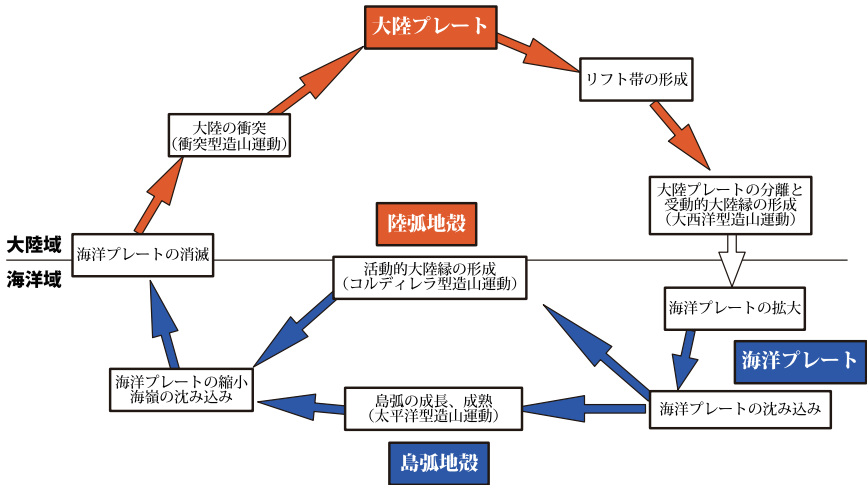 大陸プレート
リフト帯の形成
大陸の衝突
(衝突型造山運動)
大陸プレートの分離と
受動的大陸縁の形成
(大西洋型造山運動)
陸弧地殻
大陸域
海洋プレートの消滅
海洋域
活動的大陸縁の形成
(コルディレラ型造山運動)
海洋プレートの拡大
海洋プレート
海洋プレートの縮小
海嶺の沈み込み
島弧の成長、成熟
(太平洋型造山運動)
海洋プレートの沈み込み
島弧地殻